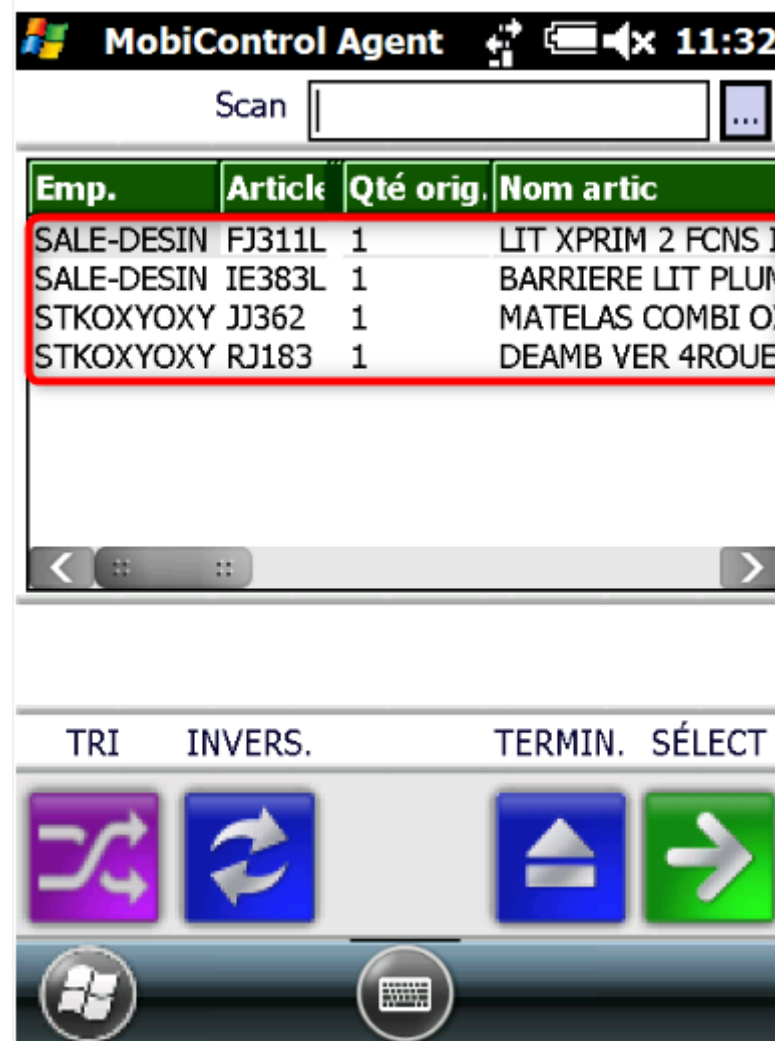 MobiControl Agent 11:32
Scan ...
Emp. Article Qté orig. Nom artic
SALE-DESIN FJ311L 1 LIT XPRIM 2 FCNS
SALE-DESIN IE383L 1 BARRIERE LIT PLUN
STKOXYOXY JJ362 1 MATELAS COMBI OX
STKOXYOXY RJ183 1 DEAMB VER 4ROUE
TRI INVERS. TERMIN. SÉLECT